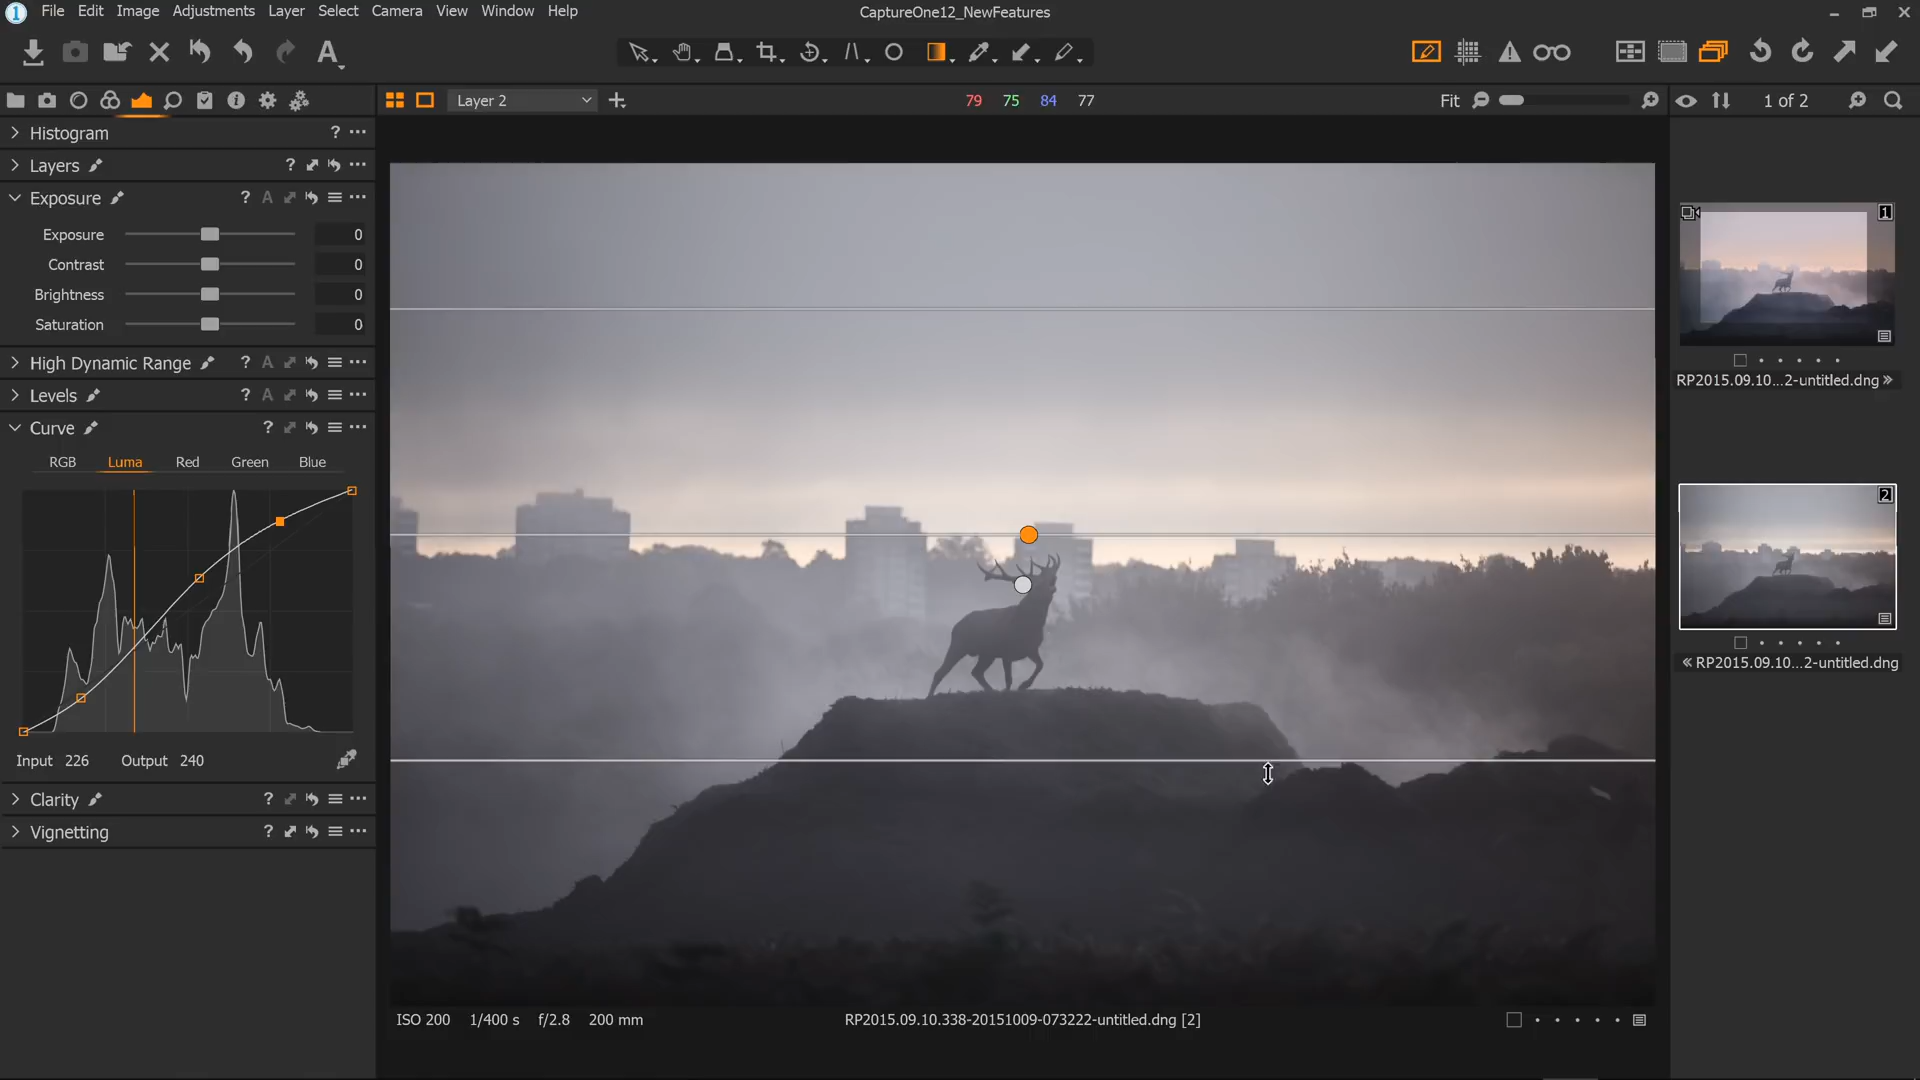 1 File Edit Image Adjustments Layer Select Camera View Window Help CaptureOne12_NewFeatures
A
Layer 2 79 75 84 77 Fit 1 of 2
Histogram ? ...
Layers ? ...
Exposure ? A ...
Exposure 0
Contrast 0
Brightness 0
Saturation 0
High Dynamic Range ? A ...
Levels ? A ...
Curve ? ...
RGB Luma Red Green Blue
Input 226 Output 240
Clarity ? ...
Vignetting ? ...
ISO 200 1/400 s f/2.8 200 mm RP2015.09.10.338-20151009-073222-untitled.dng [2]
1
RP2015.09.10...2-untitled.dng »
2
« RP2015.09.10...2-untitled.dng